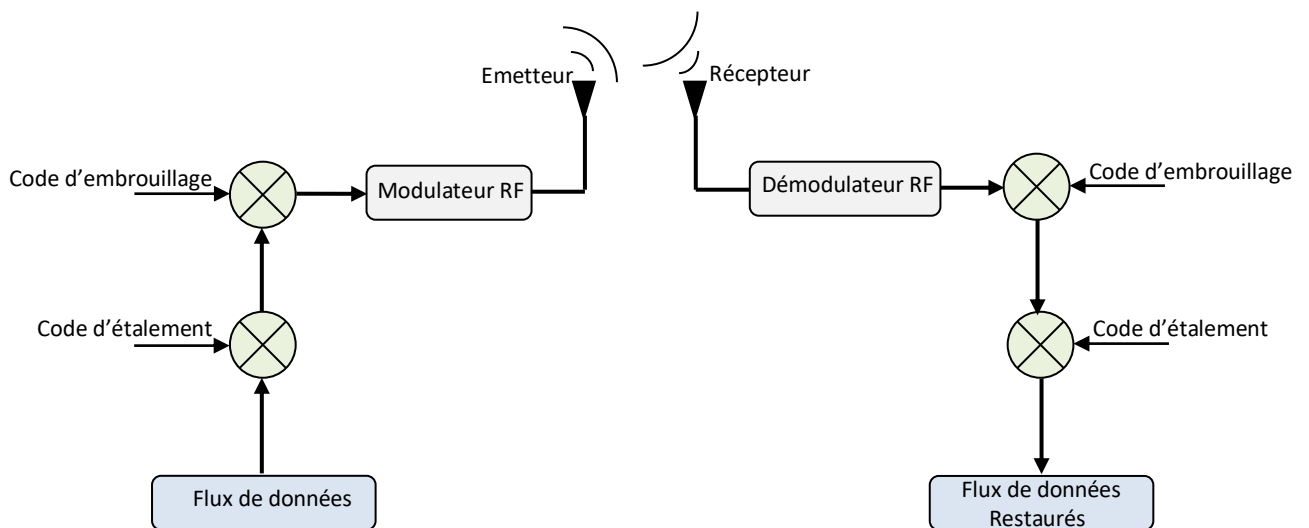 Emetteur
Récepteur
Code d'embrouillage
Modulateur RF
Démodulateur RF
Code d'embrouillage
Code d'étalement
Code d'étalement
Flux de données
Flux de données
Restaurés